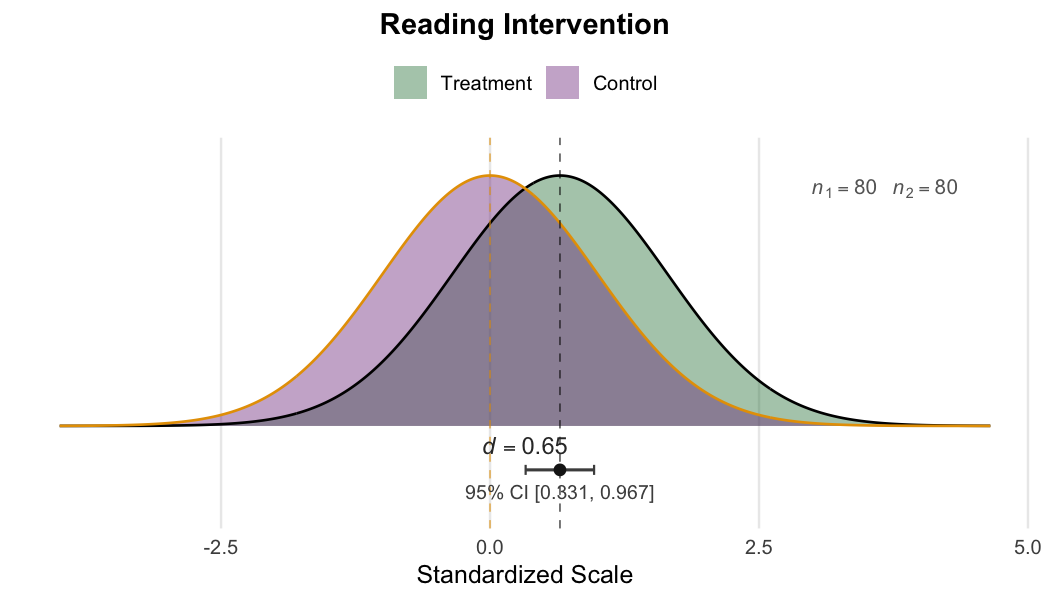 Reading Intervention
Treatment Control
n1 = 80 n2 = 80
d = 0.65
95% CI [0.331, 0.967]
-2.5 0.0 2.5 5.0
Standardized Scale